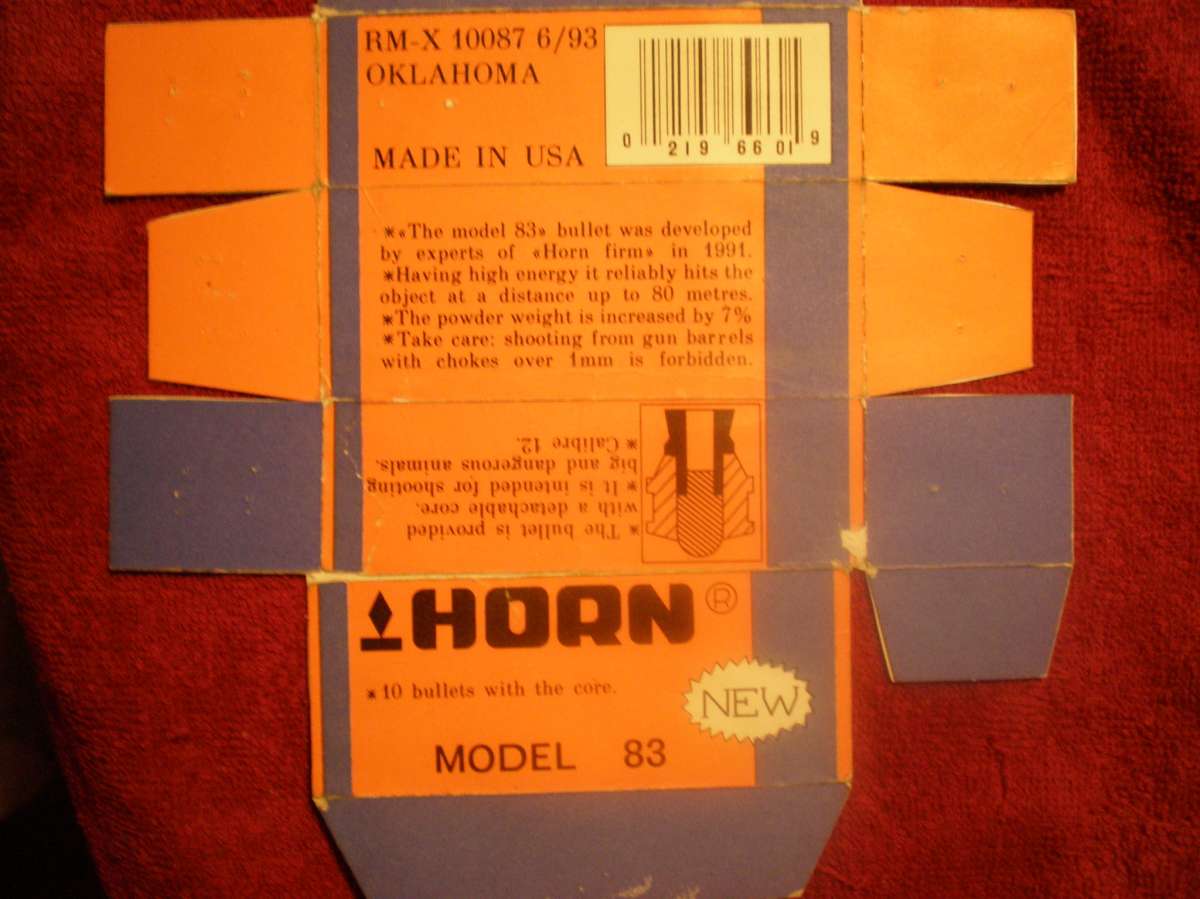 RM-X 10087 6/93
OKLAHOMA
MADE IN USA
0 219 6601 9
*«The model 83» bullet was developed
by experts of «Horn firm» in 1991.
*Having high energy it reliably hits the
object at a distance up to 80 metres.
*The powder weight is increased by 7%
*Take care: shooting from gun barrels
with chokes over 1mm is forbidden.
* The bullet is provided
with a detachable core.
* It is intended for shooting
big and dangerous animals.
* Calibre 12.
HORN ®
*10 bullets with the core.
NEW
MODEL 83